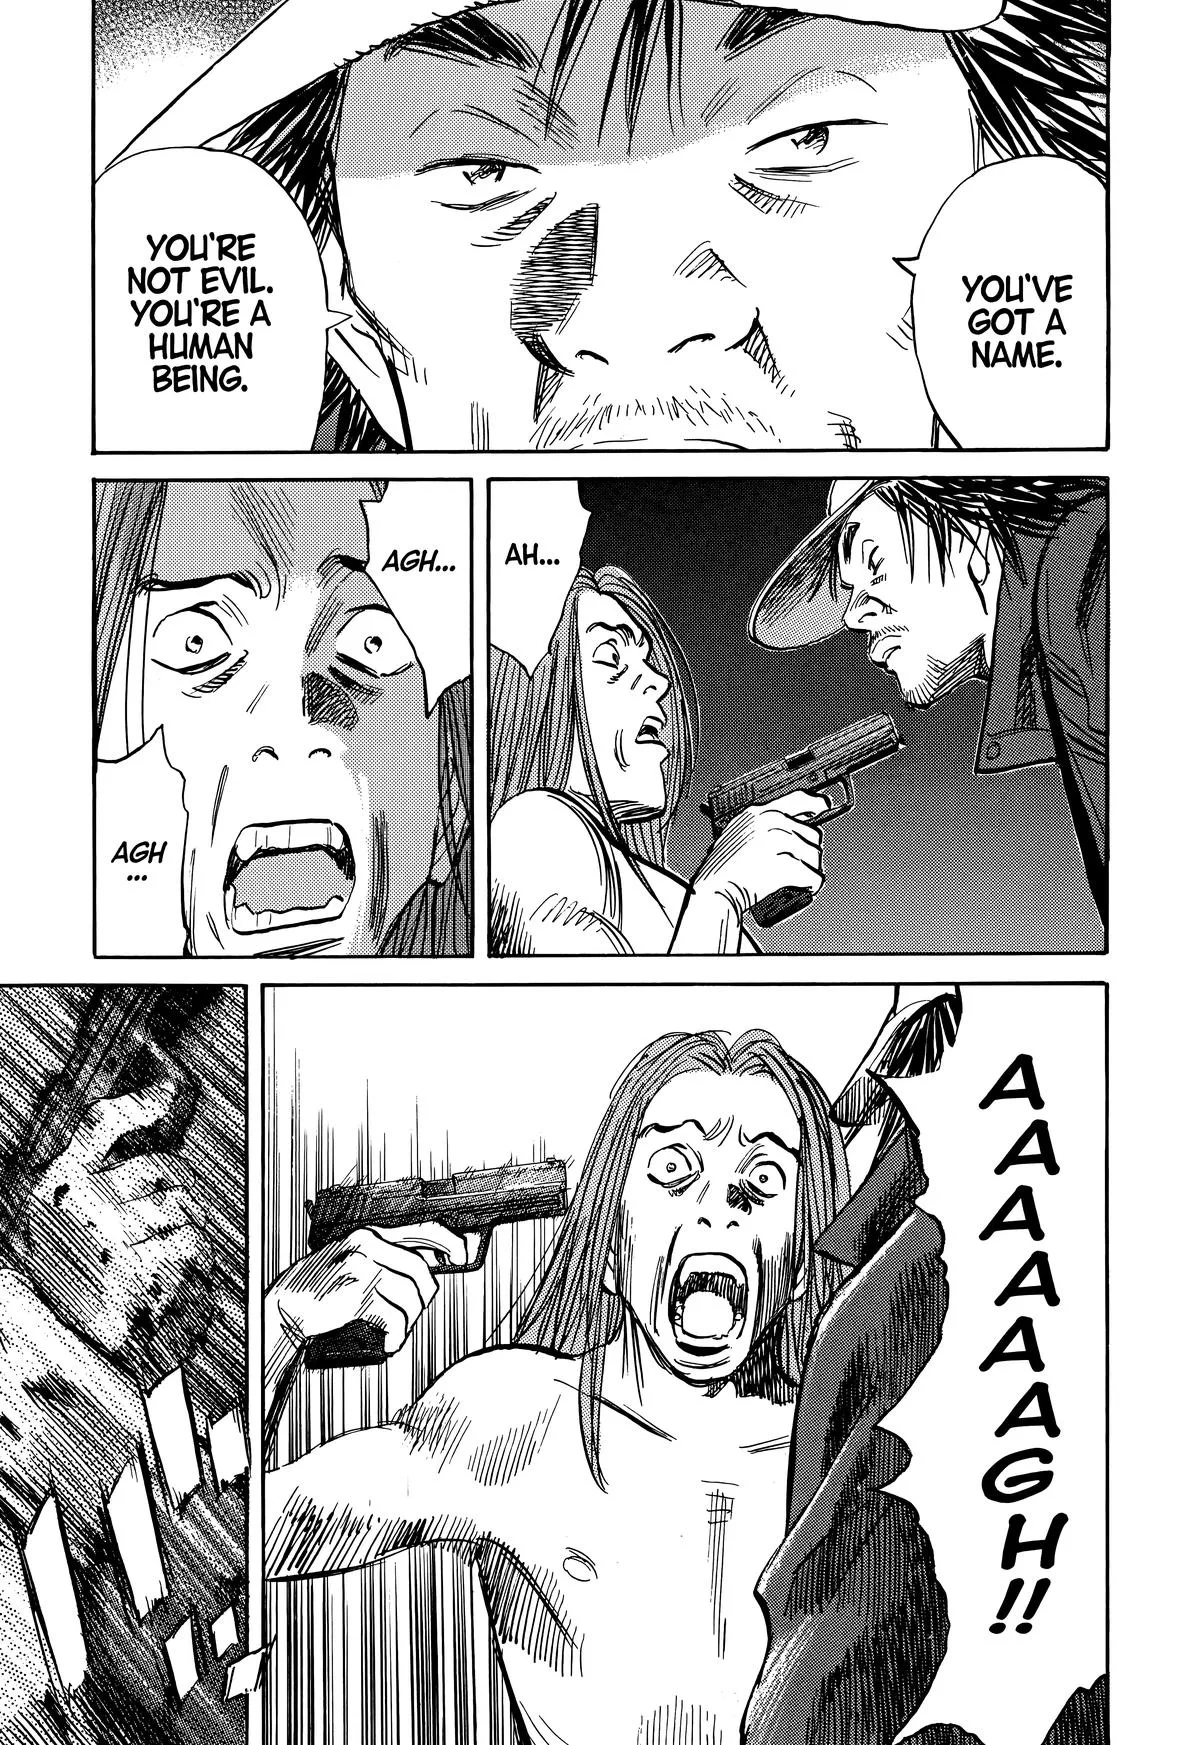 YOU'VE
GOT A
NAME.
YOU'RE
NOT EVIL.
YOU'RE A
HUMAN
BEING.
AH...
AGH...
AGH
...
AAAAAAGH!!